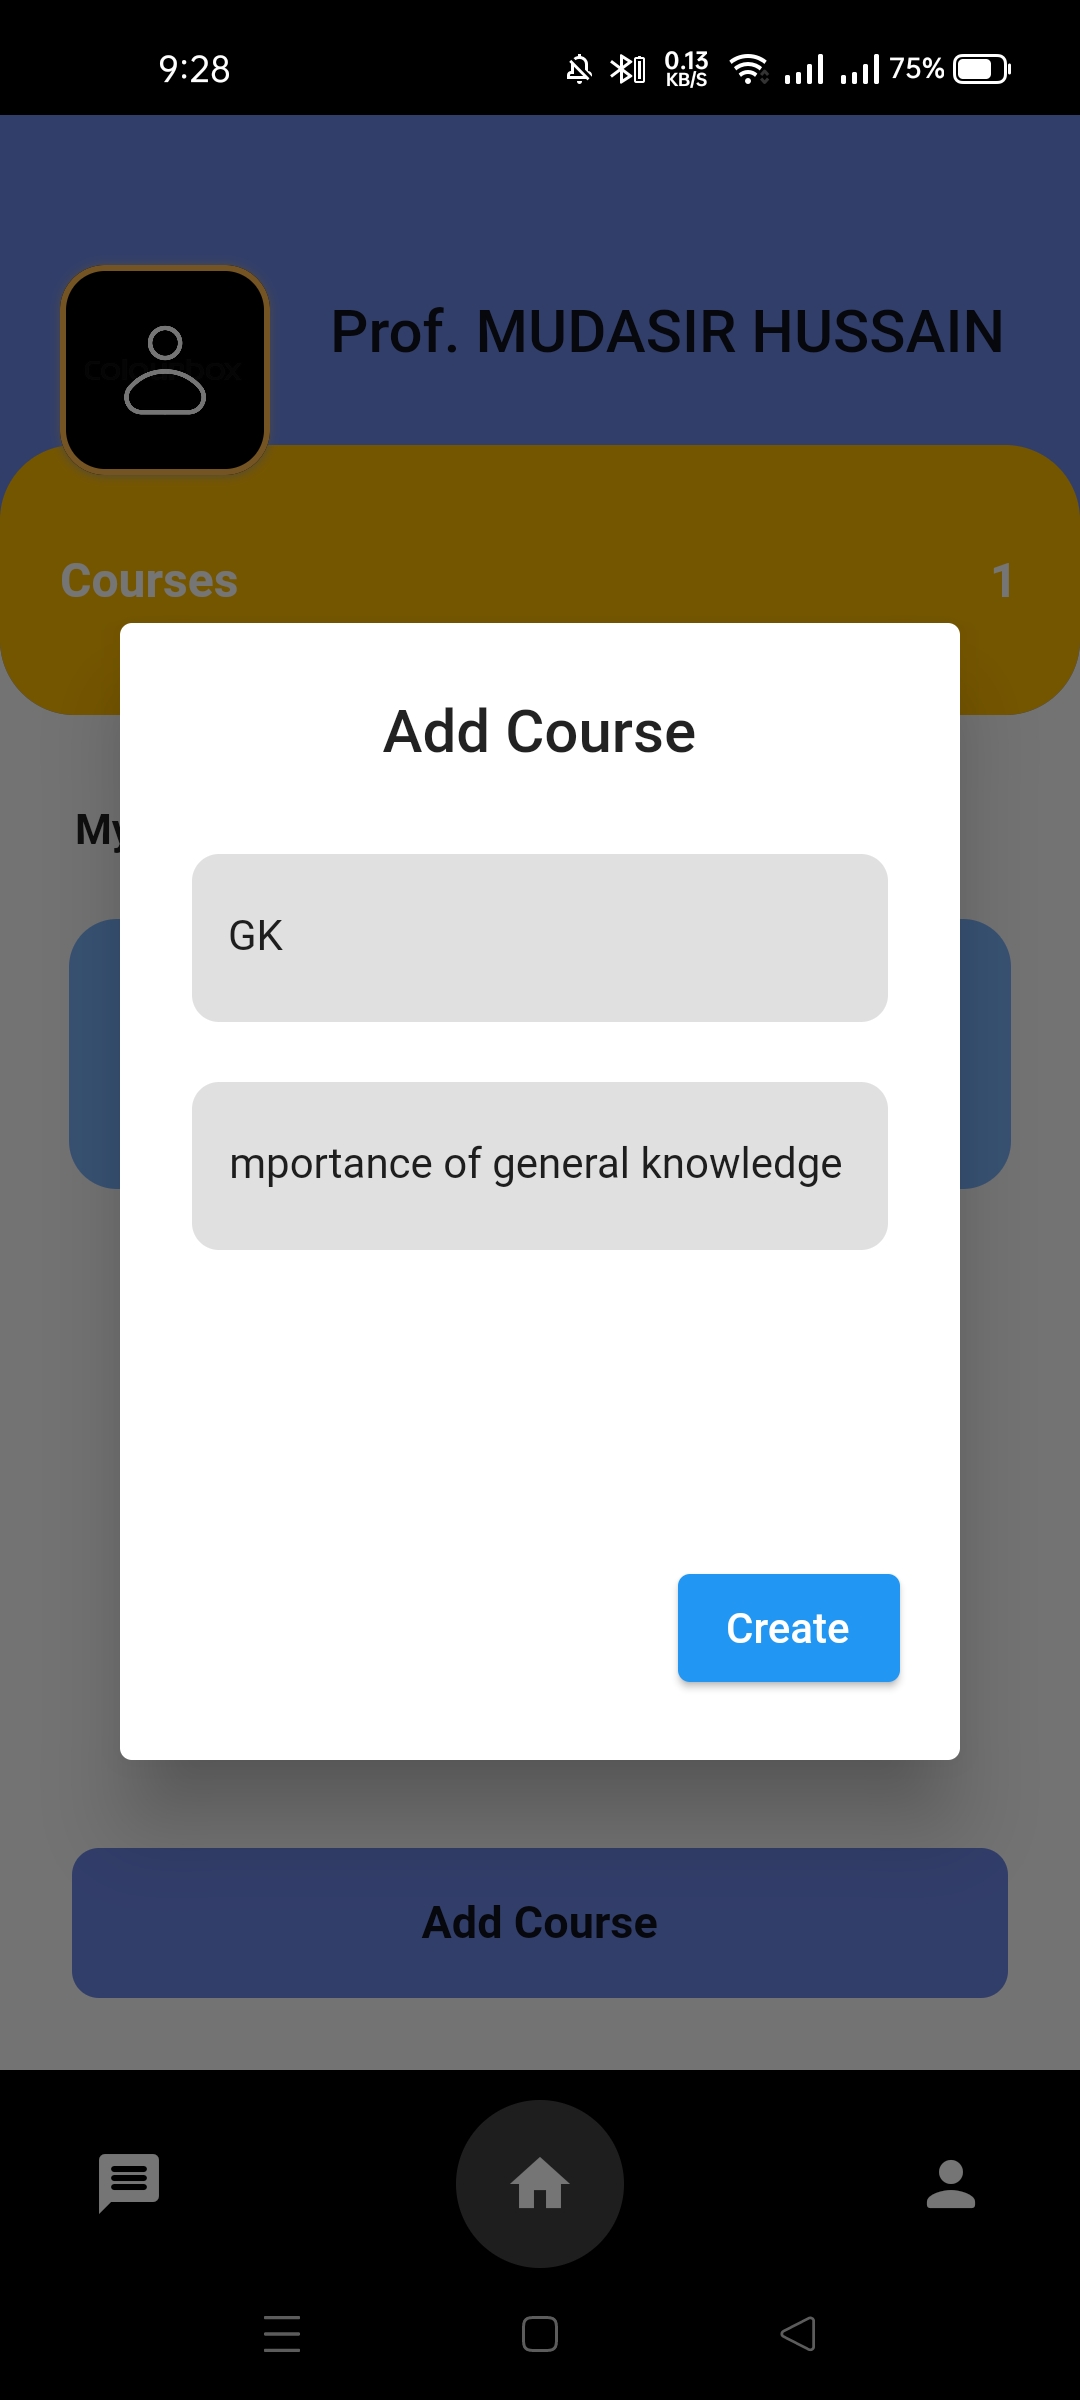 9:28
0.13
KB/S
75%
Prof. MUDASIR HUSSAIN
Courses
1
Add Course
My
GK
mportance of general knowledge
Create
Add Course